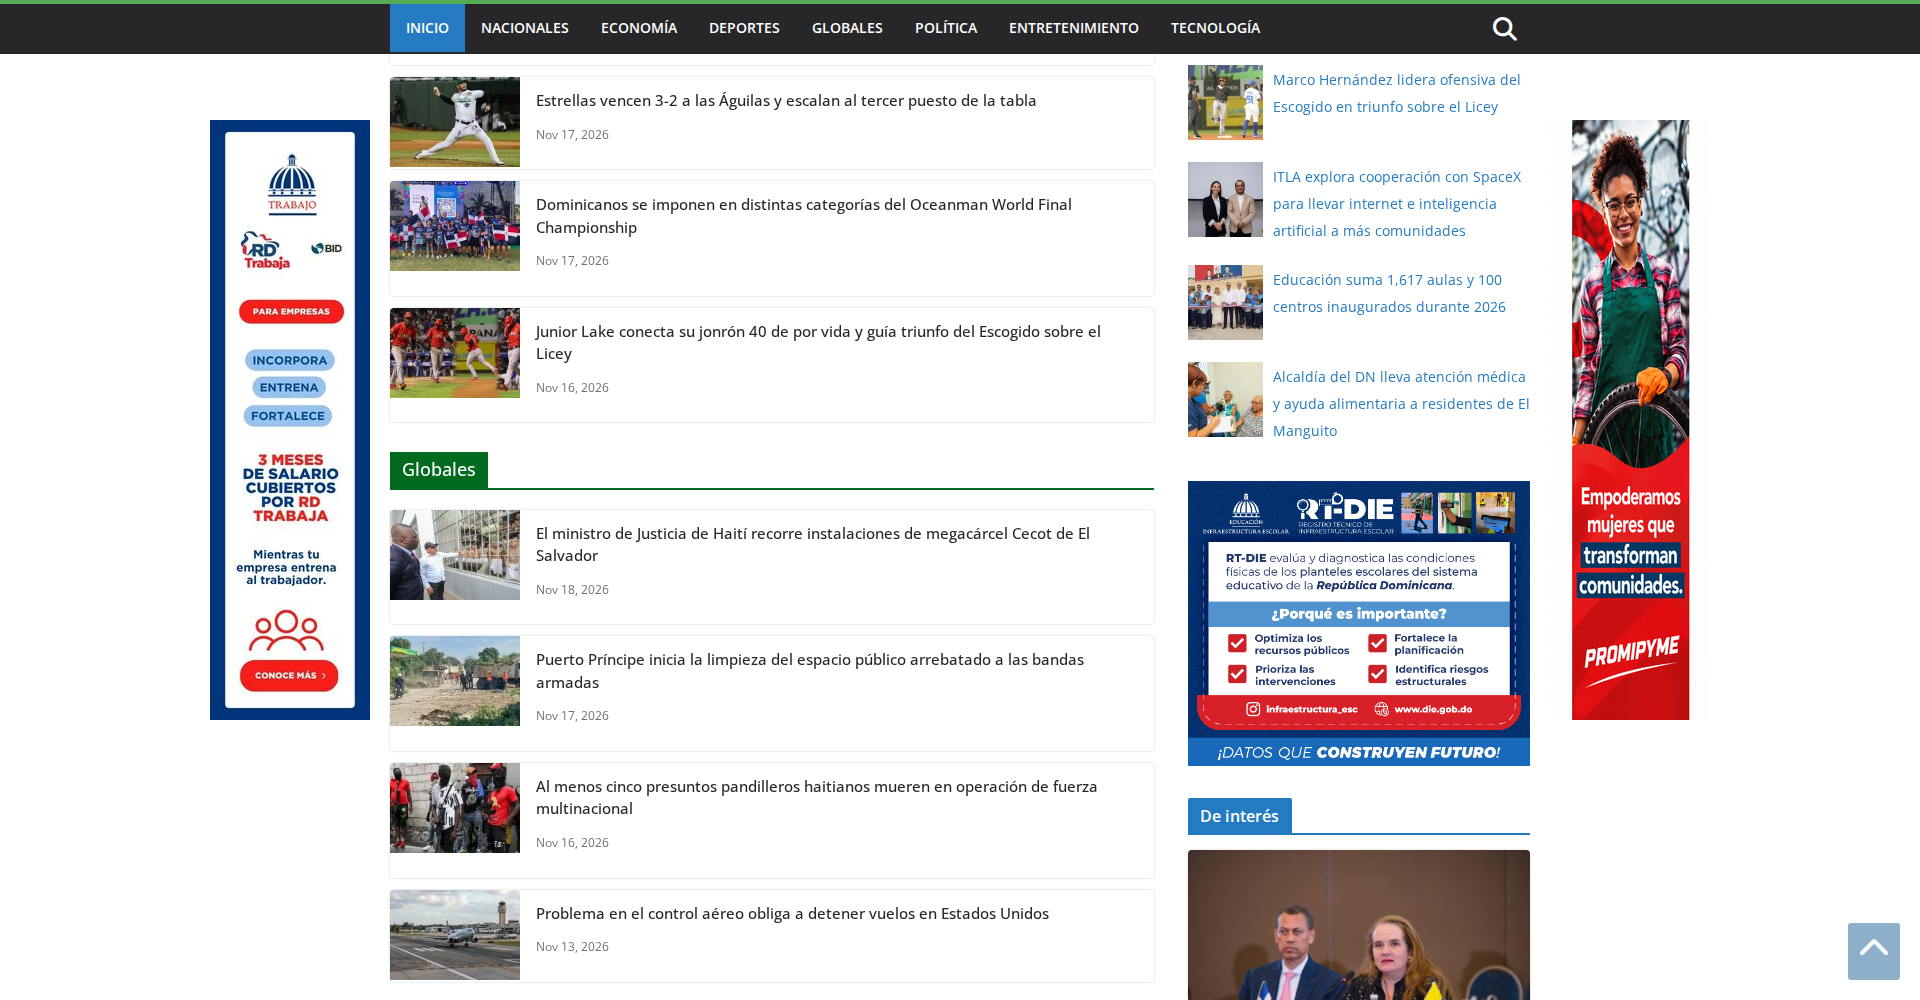 INICIO
NACIONALES
ECONOMÍA
DEPORTES
GLOBALES
POLÍTICA
ENTRETENIMIENTO
TECNOLOGÍA
TRABAJO
RD
Trabaja
BID
PARA EMPRESAS
INCORPORA
ENTRENA
FORTALECE
3 MESES
DE SALARIO
CUBIERTOS
POR RD
TRABAJA
Mientras tu
empresa entrena
al trabajador.
CONOCE MÁS >
Estrellas vencen 3-2 a las Águilas y escalan al tercer puesto de la tabla
Nov 17, 2026
Dominicanos se imponen en distintas categorías del Oceanman World Final
Championship
Nov 17, 2026
Junior Lake conecta su jonrón 40 de por vida y guía triunfo del Escogido sobre el
Licey
Nov 16, 2026
Globales
El ministro de Justicia de Haití recorre instalaciones de megacárcel Cecot de El
Salvador
Nov 18, 2026
Puerto Príncipe inicia la limpieza del espacio público arrebatado a las bandas
armadas
Nov 17, 2026
Al menos cinco presuntos pandilleros haitianos mueren en operación de fuerza
multinacional
Nov 16, 2026
Problema en el control aéreo obliga a detener vuelos en Estados Unidos
Nov 13, 2026
Marco Hernández lidera ofensiva del
Escogido en triunfo sobre el Licey
ITLA explora cooperación con SpaceX
para llevar internet e inteligencia
artificial a más comunidades
Educación suma 1,617 aulas y 100
centros inaugurados durante 2026
Alcaldía del DN lleva atención médica
y ayuda alimentaria a residentes de El
Manguito
EDUCACIÓN
INFRAESTRUCTURA ESCOLAR
RT-DIE
REGISTRO TÉCNICO DE
INFRAESTRUCTURA ESCOLAR
RT-DIE evalúa y diagnostica las condiciones
físicas de los planteles escolares del sistema
educativo de la República Dominicana.
¿Porqué es importante?
Optimiza los
recursos públicos
Fortalece la
planificación
Prioriza las
intervenciones
Identifica riesgos
estructurales
infraestructura_esc
www.die.gob.do
¡DATOS QUE CONSTRUYEN FUTURO!
De interés
Empoderamos
mujeres que
transforman
comunidades.
PROMIPYME